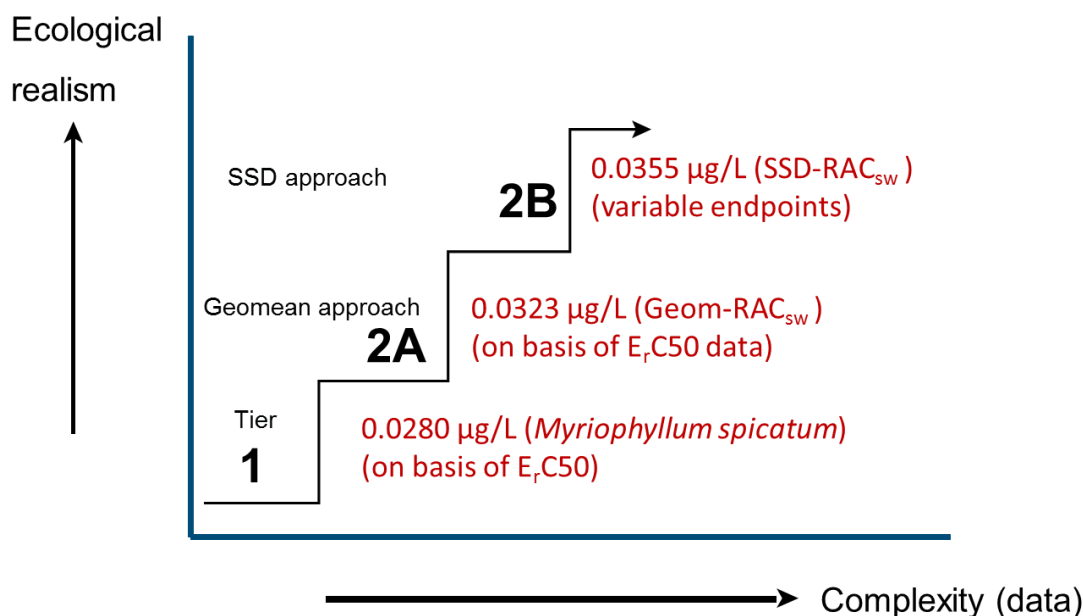 Ecological
realism
SSD approach
2B
0.0355 µg/L (SSD-RACsw )
(variable endpoints)
Geomean approach
2A
0.0323 µg/L (Geom-RACsw )
(on basis of ErC50 data)
Tier
1
0.0280 µg/L (Myriophyllum spicatum)
(on basis of ErC50)
Complexity (data)